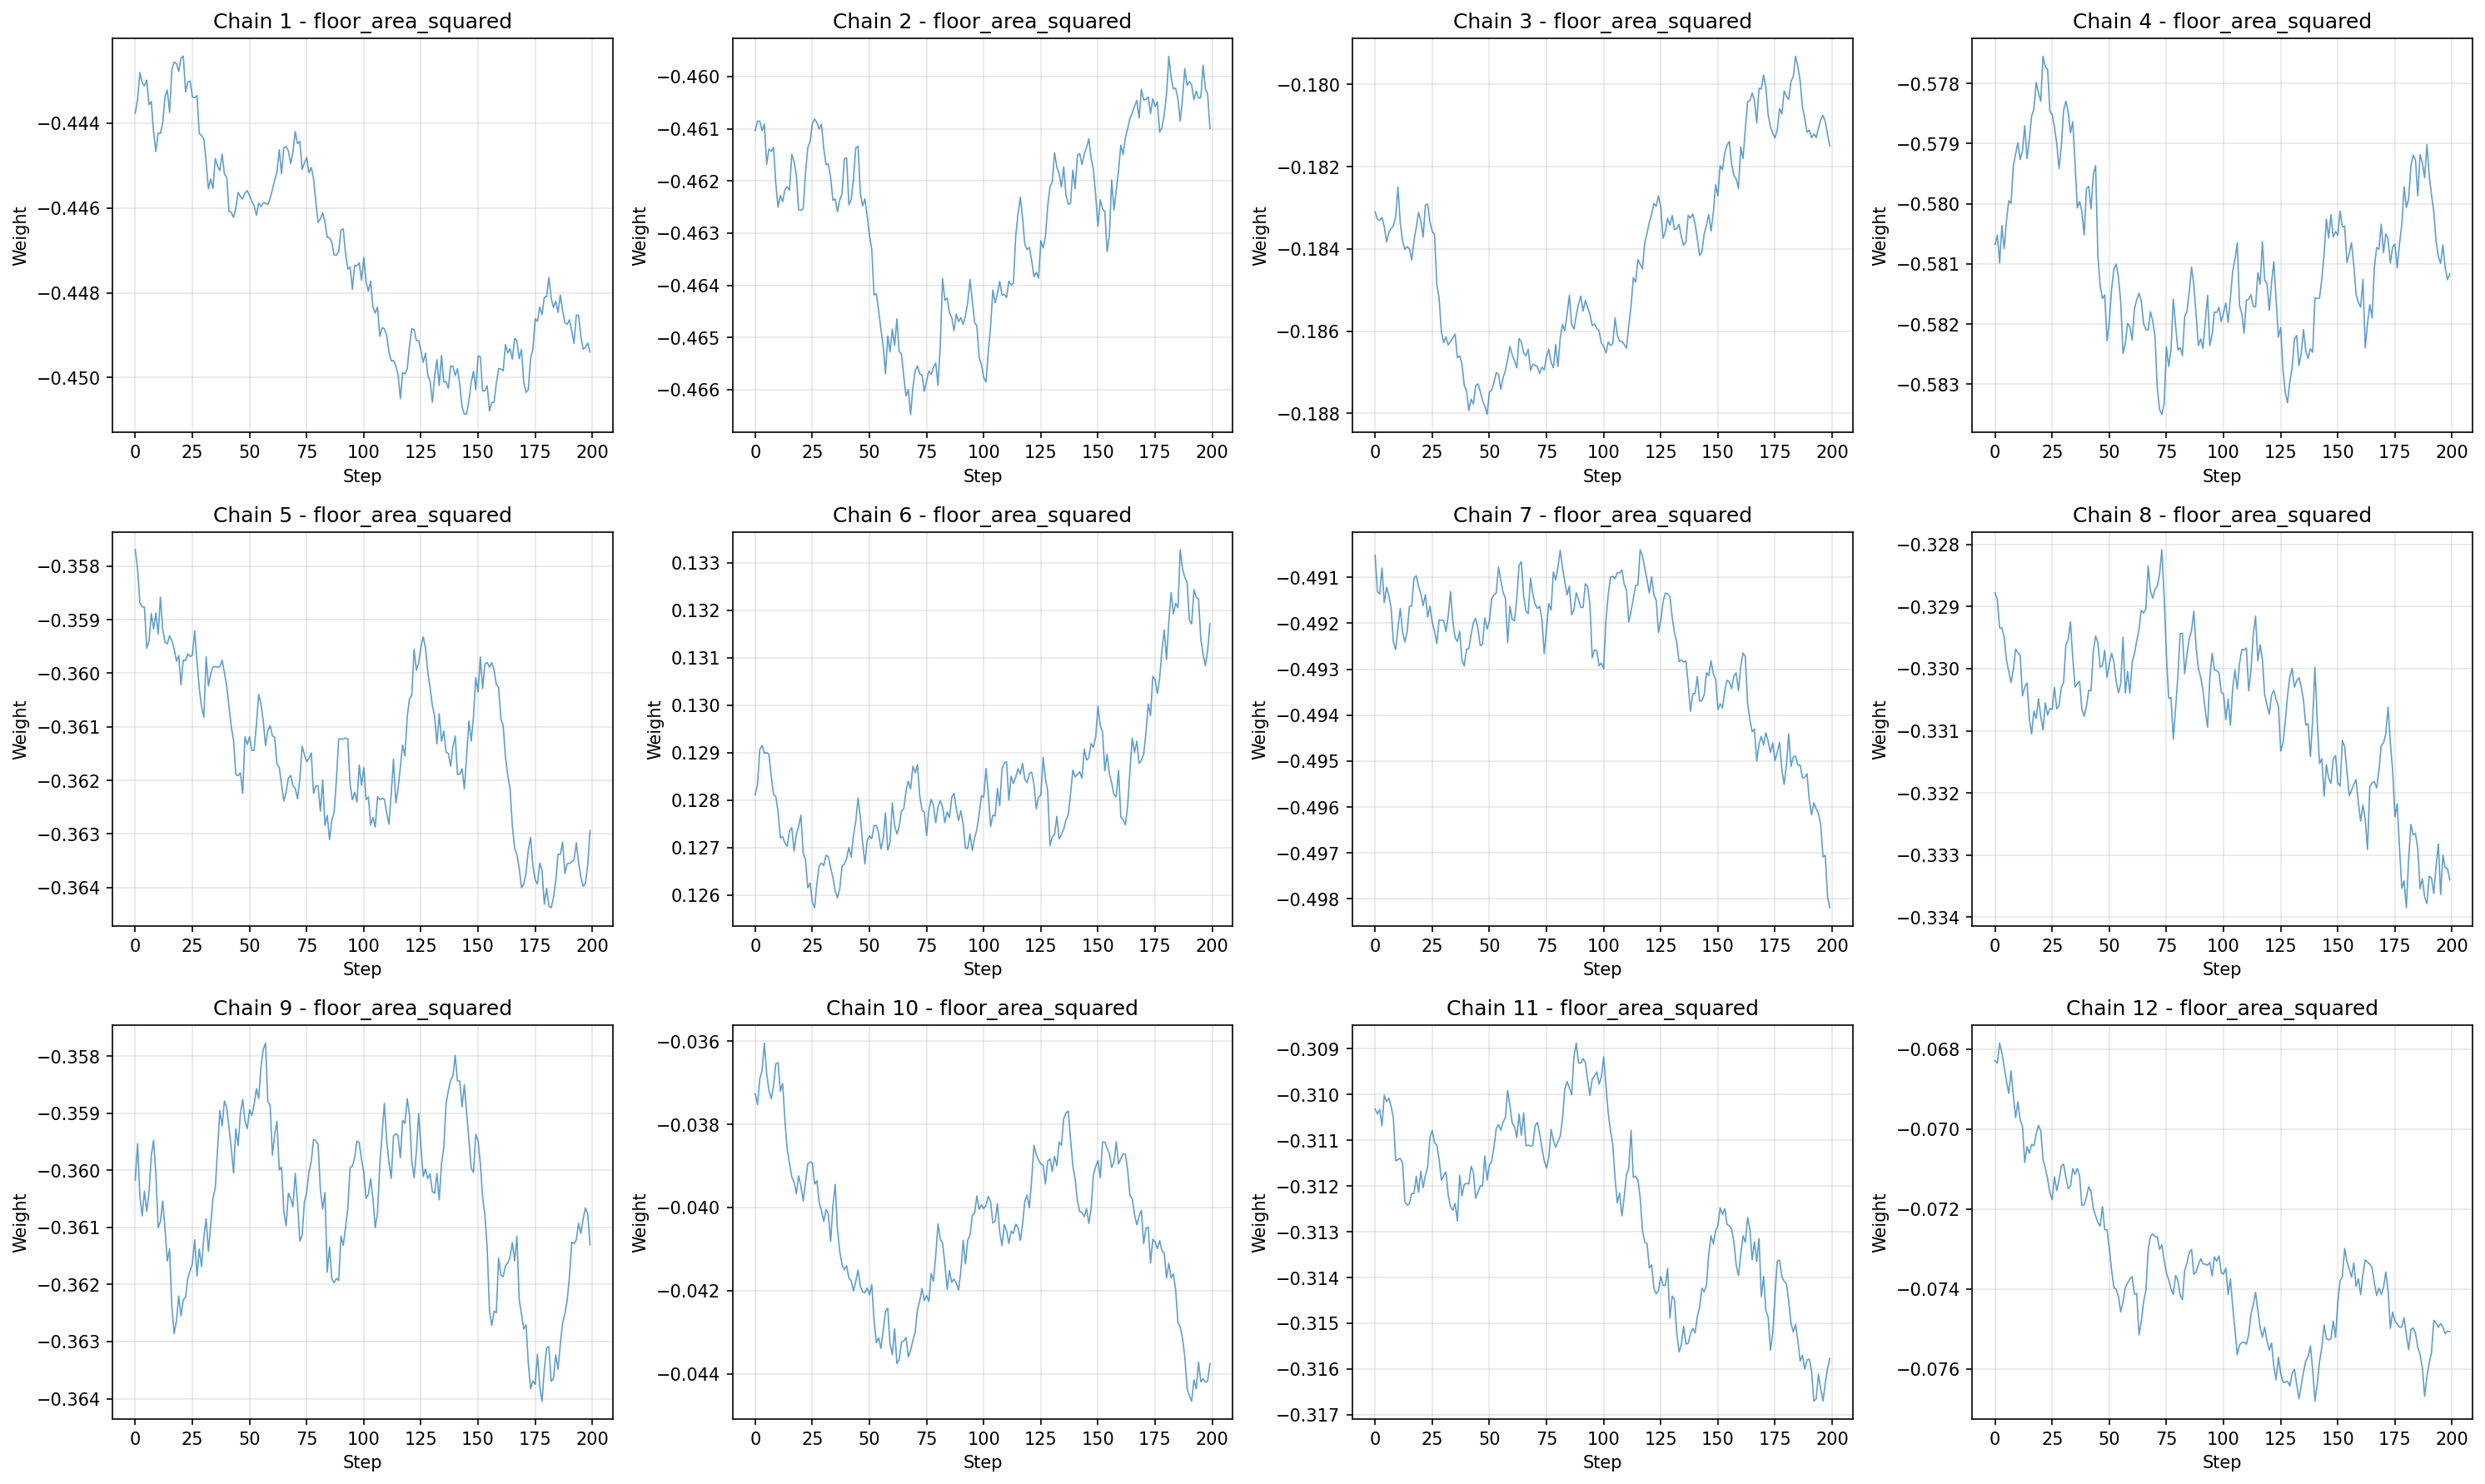 Chain 1 - floor_area_squared
Weight
−0.444
−0.446
−0.448
−0.450
0 25 50 75 100 125 150 175 200
Step
Chain 2 - floor_area_squared
Weight
−0.460
−0.461
−0.462
−0.463
−0.464
−0.465
−0.466
0 25 50 75 100 125 150 175 200
Step
Chain 3 - floor_area_squared
Weight
−0.180
−0.182
−0.184
−0.186
−0.188
0 25 50 75 100 125 150 175 200
Step
Chain 4 - floor_area_squared
Weight
−0.578
−0.579
−0.580
−0.581
−0.582
−0.583
0 25 50 75 100 125 150 175 200
Step
Chain 5 - floor_area_squared
Weight
−0.358
−0.359
−0.360
−0.361
−0.362
−0.363
−0.364
0 25 50 75 100 125 150 175 200
Step
Chain 6 - floor_area_squared
Weight
0.133
0.132
0.131
0.130
0.129
0.128
0.127
0.126
0 25 50 75 100 125 150 175 200
Step
Chain 7 - floor_area_squared
Weight
−0.491
−0.492
−0.493
−0.494
−0.495
−0.496
−0.497
−0.498
0 25 50 75 100 125 150 175 200
Step
Chain 8 - floor_area_squared
Weight
−0.328
−0.329
−0.330
−0.331
−0.332
−0.333
−0.334
0 25 50 75 100 125 150 175 200
Step
Chain 9 - floor_area_squared
Weight
−0.358
−0.359
−0.360
−0.361
−0.362
−0.363
−0.364
0 25 50 75 100 125 150 175 200
Step
Chain 10 - floor_area_squared
Weight
−0.036
−0.038
−0.040
−0.042
−0.044
0 25 50 75 100 125 150 175 200
Step
Chain 11 - floor_area_squared
Weight
−0.309
−0.310
−0.311
−0.312
−0.313
−0.314
−0.315
−0.316
−0.317
0 25 50 75 100 125 150 175 200
Step
Chain 12 - floor_area_squared
Weight
−0.068
−0.070
−0.072
−0.074
−0.076
0 25 50 75 100 125 150 175 200
Step